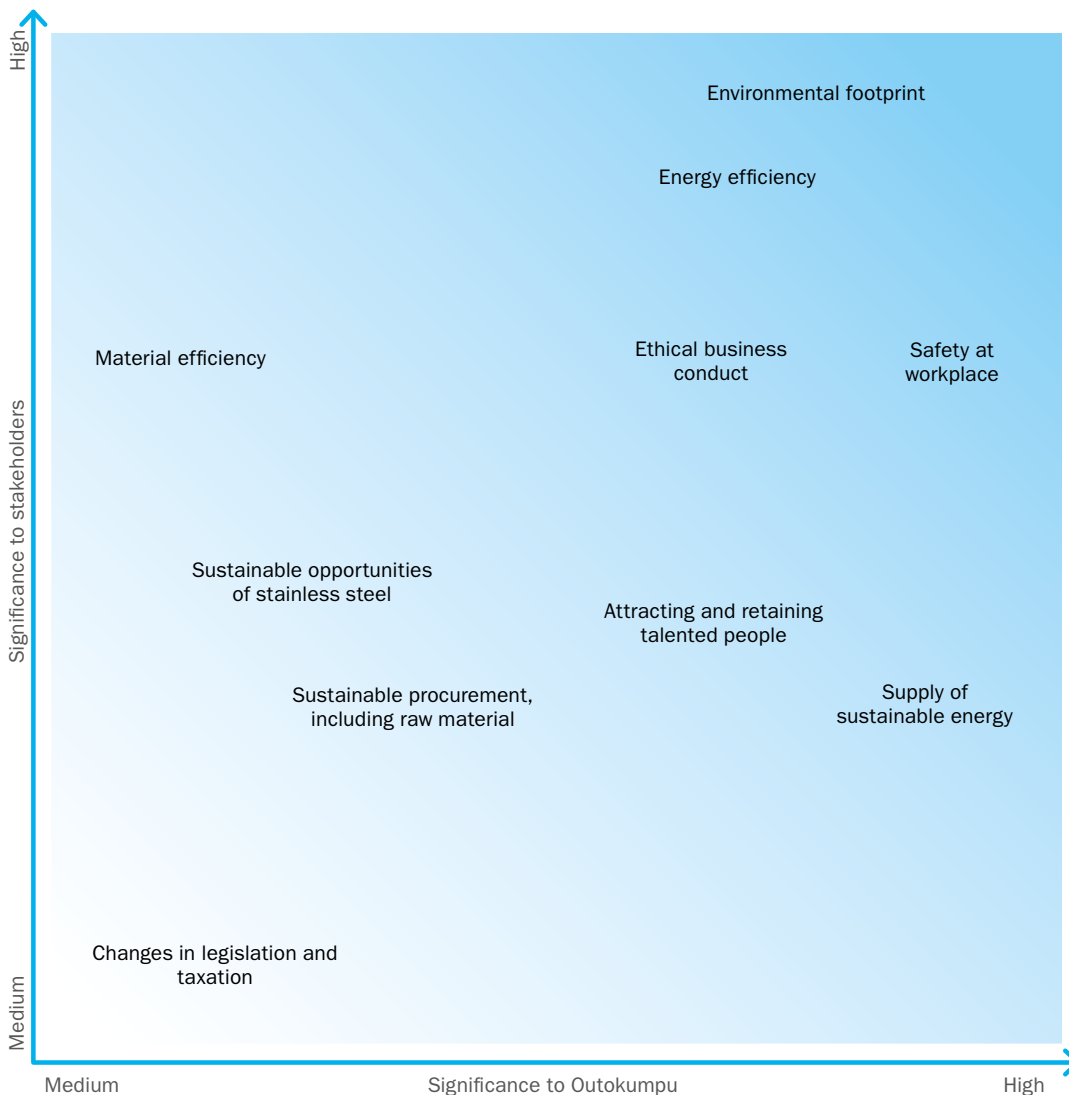 High
Environmental footprint
Energy efficiency
Ethical business
conduct
Safety at
workplace
Material efficiency
Significance to stakeholders
Sustainable opportunities
of stainless steel
Attracting and retaining
talented people
Sustainable procurement,
including raw material
Supply of
sustainable energy
Changes in legislation and
taxation
Medium
Medium
Significance to Outokumpu
High